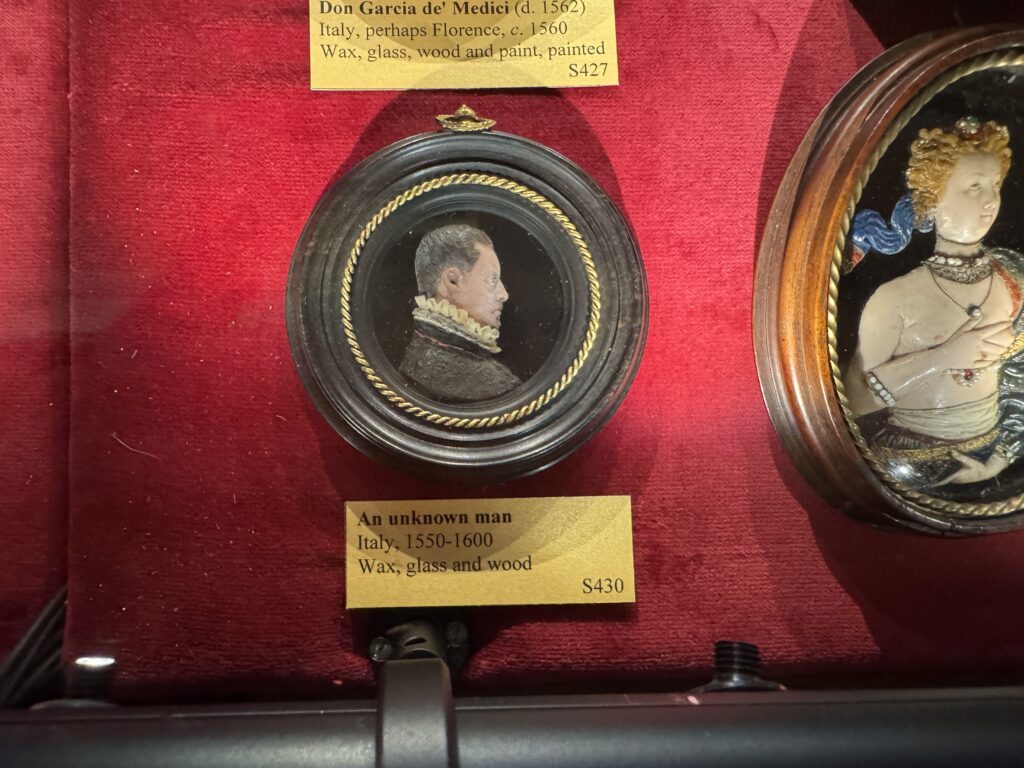 Don Garcia de' Medici (d. 1562)
Italy, perhaps Florence, c. 1560
Wax, glass, wood and paint, painted
S427
An unknown man
Italy, 1550-1600
Wax, glass and wood
S430